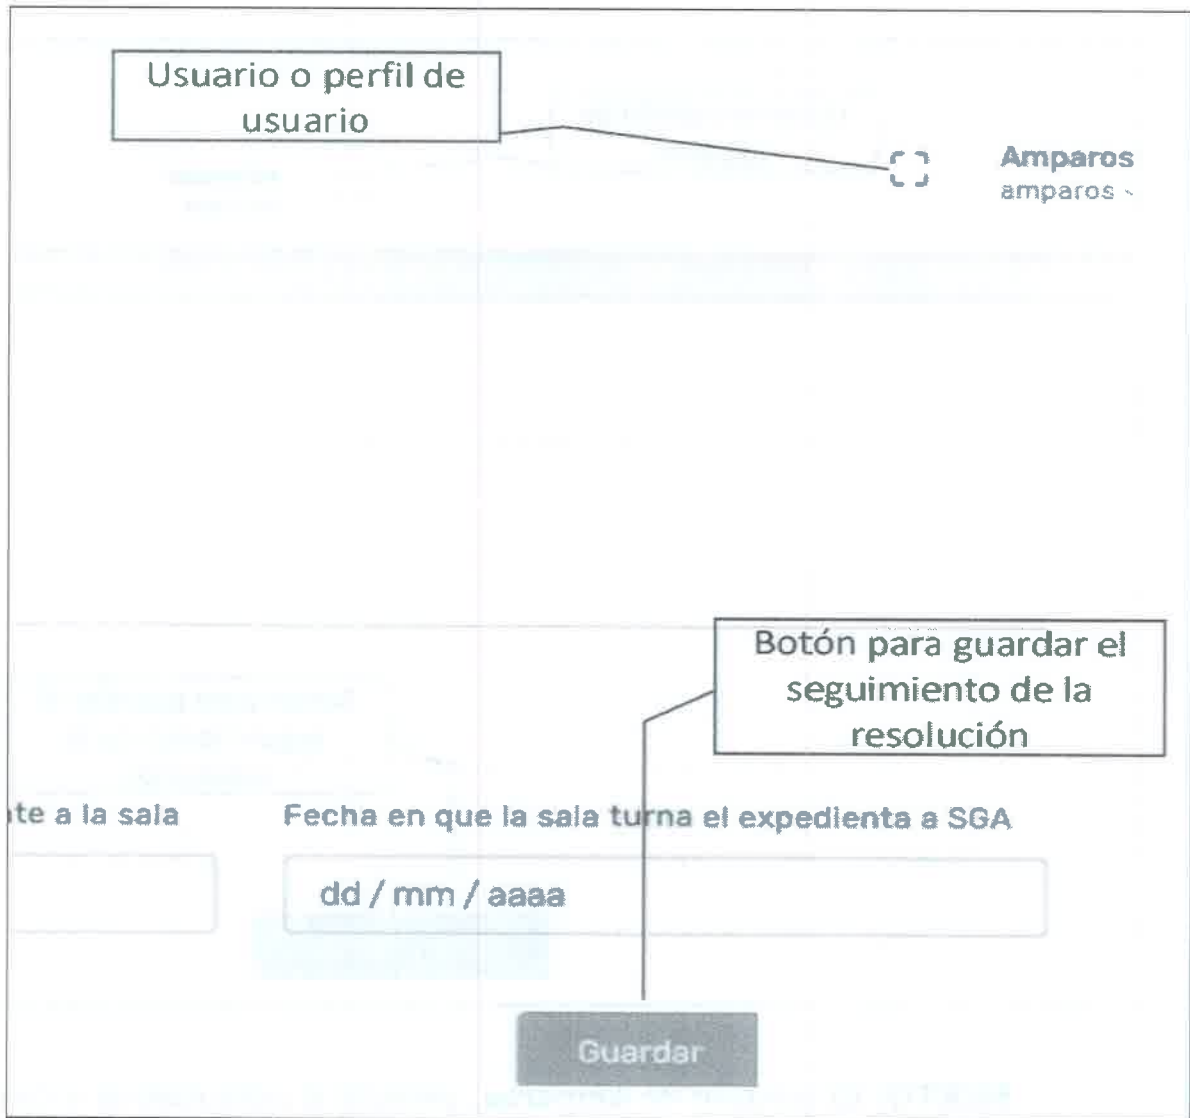 Usuario o perfil de
usuario
Amparos
amparos
Botón para guardar el
seguimiento de la
resolución
te a la sala
Fecha en que la sala turna el expedienta a SGA
dd / mm / aaaa
Guardar